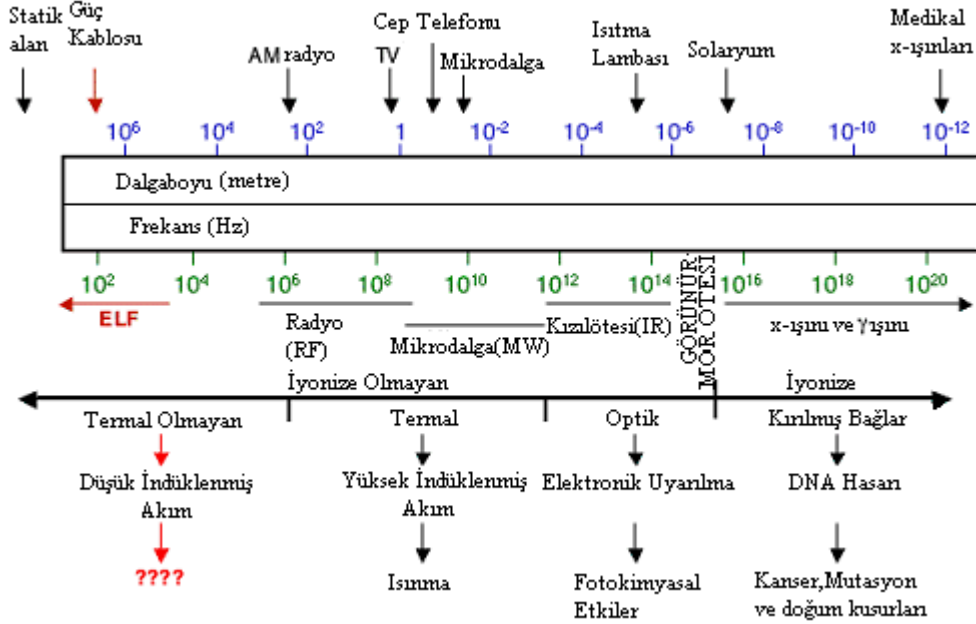 Statik alan
Güç Kablosu
AM radyo
TV
Cep Telefonu
Mikrodalga
Isıtma Lambası
Solaryum
Medikal x-ışınları
10⁶ 10⁴ 10² 1 10⁻² 10⁻⁴ 10⁻⁶ 10⁻⁸ 10⁻¹⁰ 10⁻¹²
Dalgaboyu (metre)
Frekans (Hz)
10² 10⁴ 10⁶ 10⁸ 10¹⁰ 10¹² 10¹⁴ 10¹⁶ 10¹⁸ 10²⁰
ELF
Radyo
(RF)
Mikrodalga(MW)
Kızılötesi(IR)
GÖRÜNÜR
MOR ÖTESİ
x-ışını ve γışını
İyonize Olmayan
İyonize
Termal Olmayan
Termal
Optik
Kırılmış Bağlar
Düşük İndüklenmiş
Akım
Yüksek İndüklenmiş
Akım
Elektronik Uyarılma
DNA Hasarı
????
Isınma
Fotokimyasal
Etkiler
Kanser,Mutasyon
ve doğum kusurları